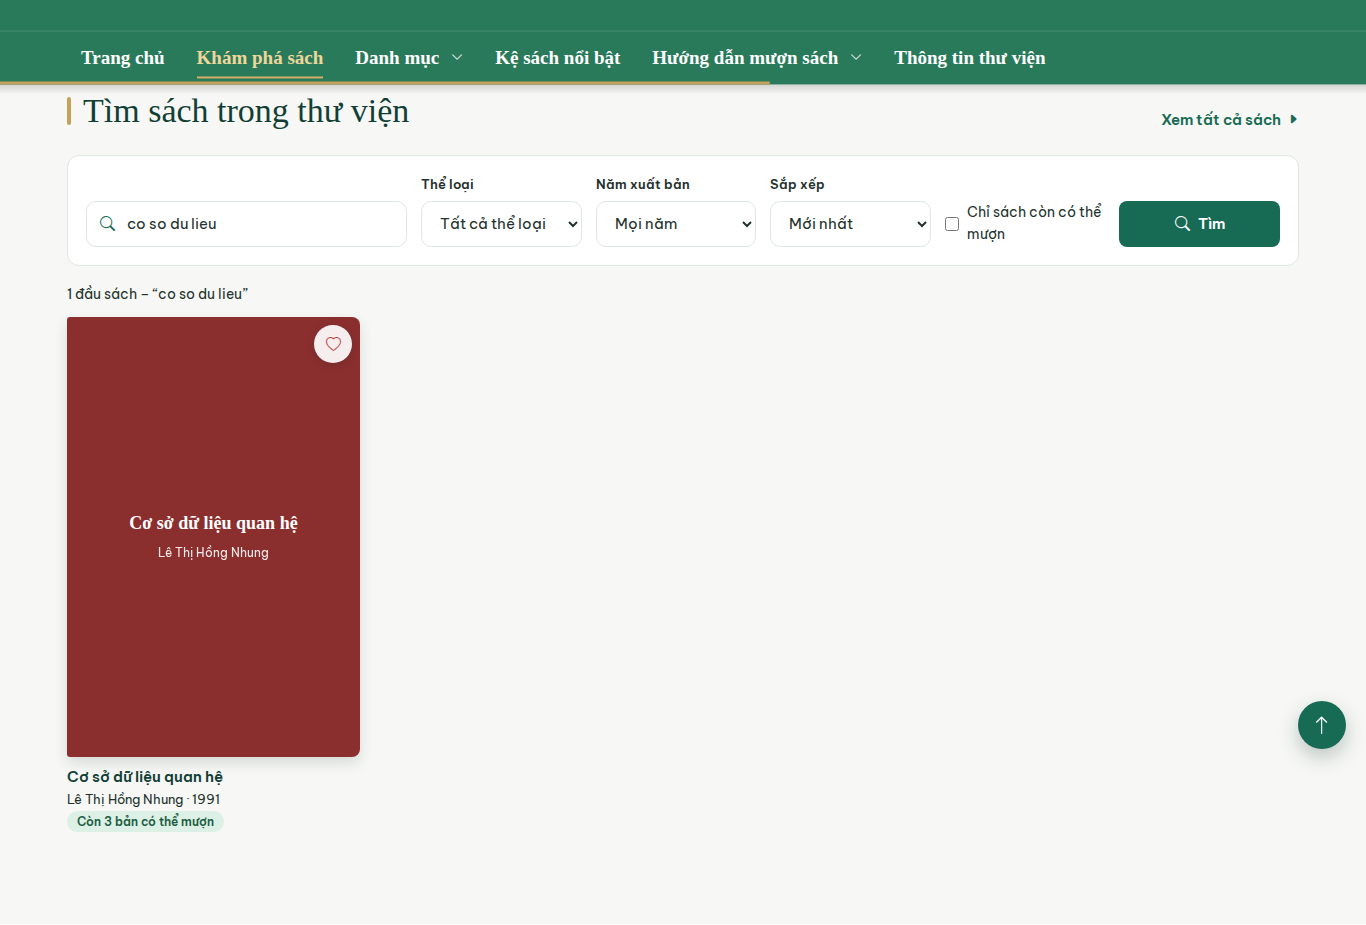 Trang chủ Khám phá sách Danh mục Kệ sách nổi bật Hướng dẫn mượn sách Thông tin thư viện
Tìm sách trong thư viện
Xem tất cả sách
Thể loại Năm xuất bản Sắp xếp
co so du lieu Tất cả thể loại Mọi năm Mới nhất Chỉ sách còn có thể mượn Tìm
1 đầu sách – “co so du lieu”
Cơ sở dữ liệu quan hệ
Lê Thị Hồng Nhung
Cơ sở dữ liệu quan hệ
Lê Thị Hồng Nhung · 1991
Còn 3 bản có thể mượn